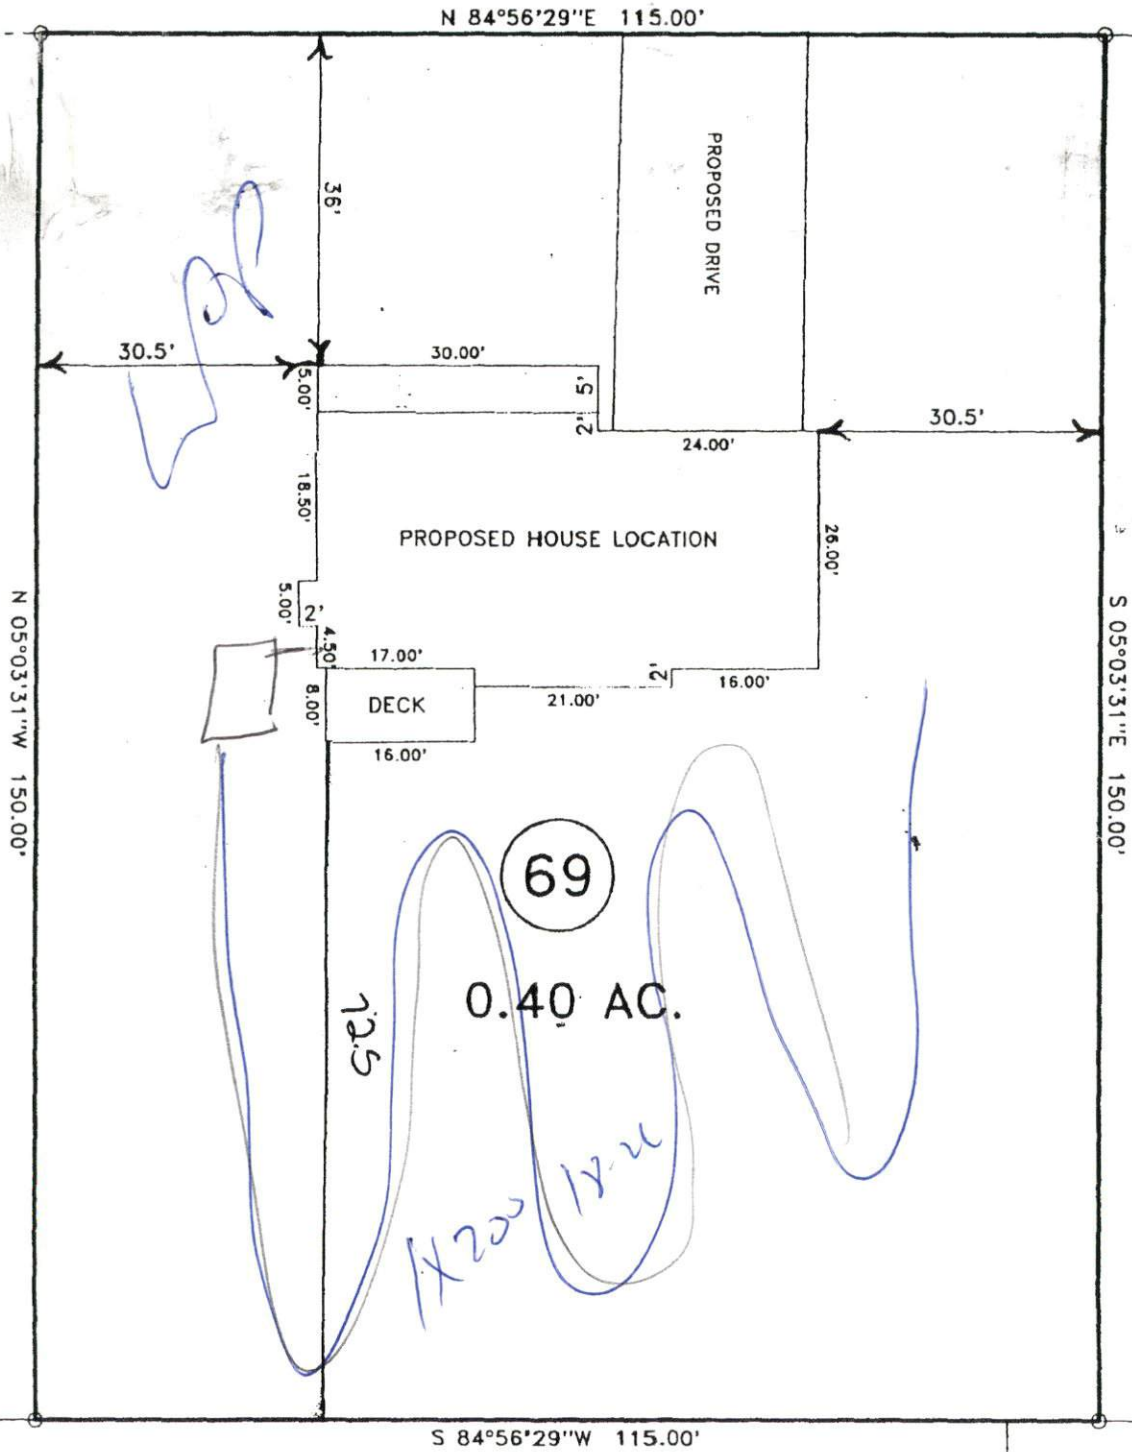 N 84°56'29"E 115.00'
PROPOSED DRIVE
36'
30.5'
30.00'
5.00'
5'
2'
24.00'
30.5'
18.50'
PROPOSED HOUSE LOCATION
26.00'
5.00'
2'
4.50'
17.00'
2'
16.00'
8.00'
DECK
21.00'
16.00'
N 05°03'31"W 150.00'
S 05°03'31"E 150.00'
69
0.40 AC.
72.5
1X200
S 84°56'29"W 115.00'